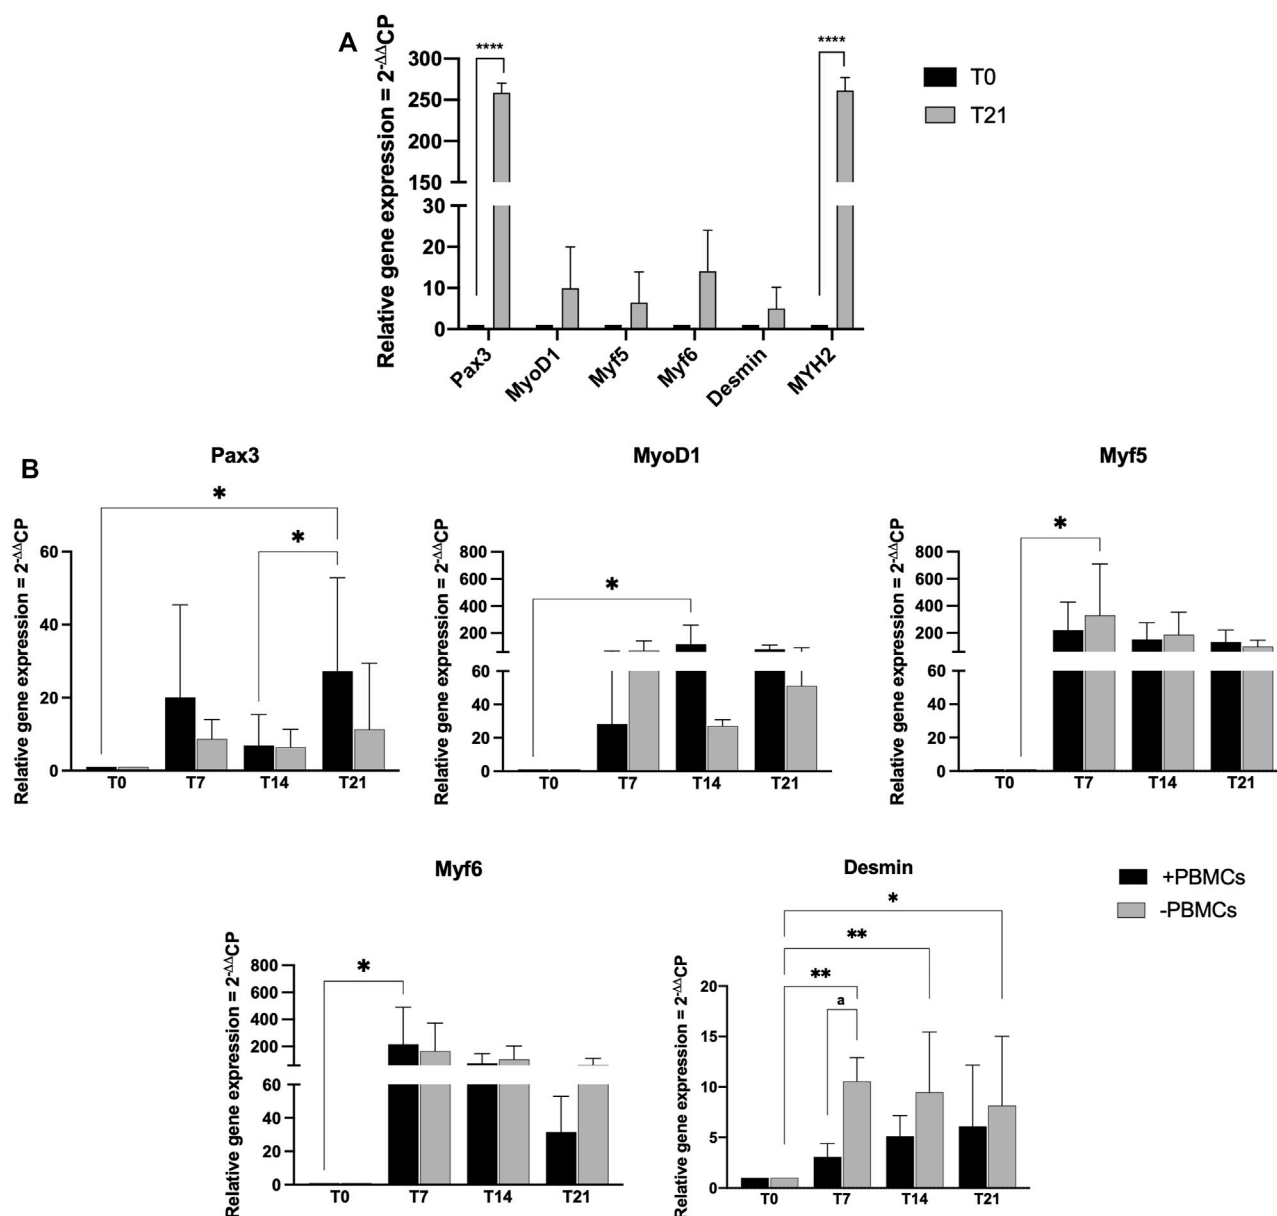 A
Relative gene expression = 2^-ΔΔCP
300
250
200
150
30
20
10
0
****
****
Pax3
MyoD1
Myf5
Myf6
Desmin
MYH2
T0
T21
B
Pax3
Relative gene expression = 2^-ΔΔCP
60
40
20
0
*
*
T0 T7 T14 T21
MyoD1
Relative gene expression = 2^-ΔΔCP
800
600
400
200
60
40
20
0
*
T0 T7 T14 T21
Myf5
Relative gene expression = 2^-ΔΔCP
800
600
400
200
60
40
20
0
*
T0 T7 T14 T21
Myf6
Relative gene expression = 2^-ΔΔCP
800
600
400
200
60
40
20
0
*
T0 T7 T14 T21
Desmin
Relative gene expression = 2^-ΔΔCP
20
15
10
5
0
*
**
**
a
T0 T7 T14 T21
+PBMCs
-PBMCs